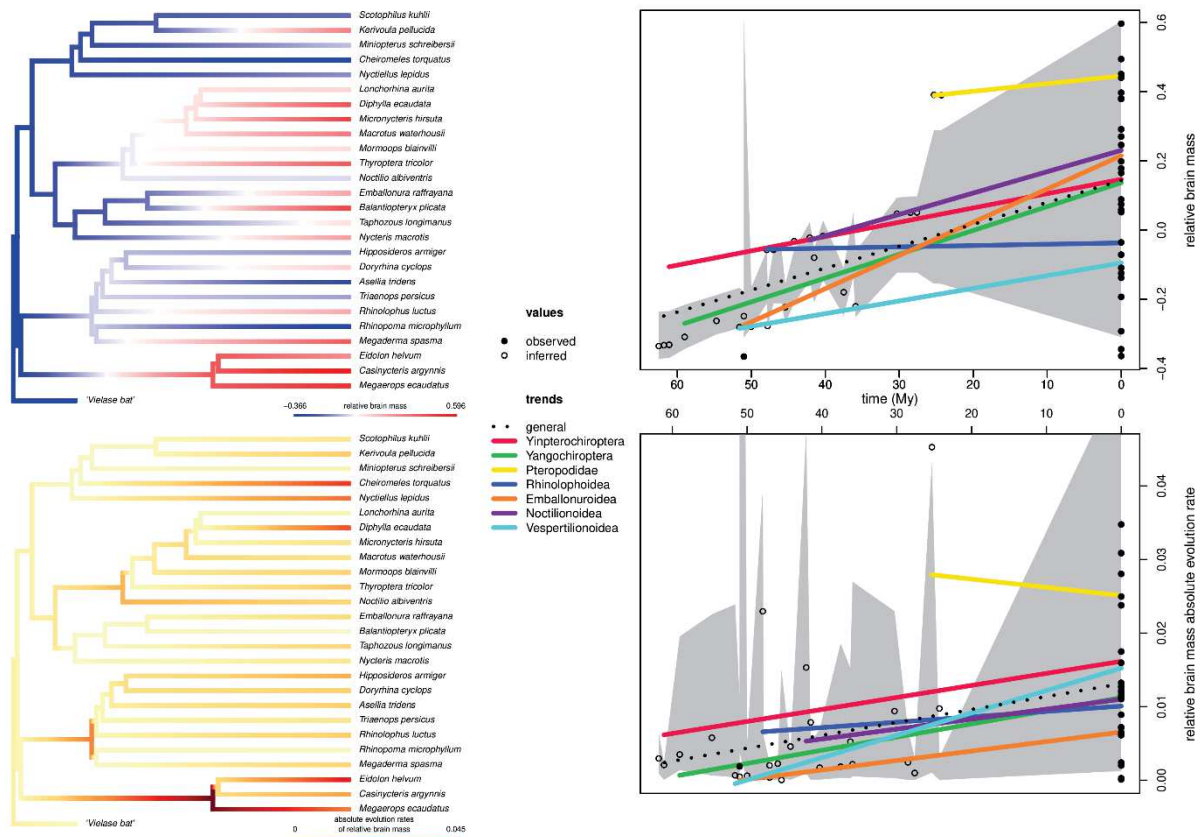 Scotophilus kuhlii
Kerivoula pellucida
Miniopterus schreibersii
Cheiromeles torquatus
Nyctiellus lepidus
Lonchorhina aurita
Diphylla ecaudata
Micronycteris hirsuta
Macrotus waterhousii
Mormoops blainvilli
Thyroptera tricolor
Noctilio albiventris
Emballonura raffrayana
Balantiopteryx plicata
Taphozous longimanus
Nycteris macrotis
Hipposideros armiger
Doryrhina cyclops
Asellia tridens
Triaenops persicus
Rhinolophus luctus
Rhinopoma microphyllum
Megaderma spasma
Eidolon helvum
Casinycteris argynnis
Megaerops ecaudatus
'Vielase bat'
−0.366 relative brain mass 0.596
Scotophilus kuhlii
Kerivoula pellucida
Miniopterus schreibersii
Cheiromeles torquatus
Nyctiellus lepidus
Lonchorhina aurita
Diphylla ecaudata
Micronycteris hirsuta
Macrotus waterhousii
Mormoops blainvilli
Thyroptera tricolor
Noctilio albiventris
Emballonura raffrayana
Balantiopteryx plicata
Taphozous longimanus
Nycteris macrotis
Hipposideros armiger
Doryrhina cyclops
Asellia tridens
Triaenops persicus
Rhinolophus luctus
Rhinopoma microphyllum
Megaderma spasma
Eidolon helvum
Casinycteris argynnis
Megaerops ecaudatus
'Vielase bat'
absolute evolution rates
0 of relative brain mass 0.045
values
observed
inferred
trends
general
Yinpterochiroptera
Yangochiroptera
Pteropodidae
Rhinolophoidea
Emballonuroidea
Noctilionoidea
Vespertilionoidea
0.6
0.4
0.2
0.0
−0.2
−0.4
relative brain mass
60 50 40 30 20 10 0
time (My)
60 50 40 30 20 10 0
0.04
0.03
0.02
0.01
0.00
relative brain mass absolute evolution rate